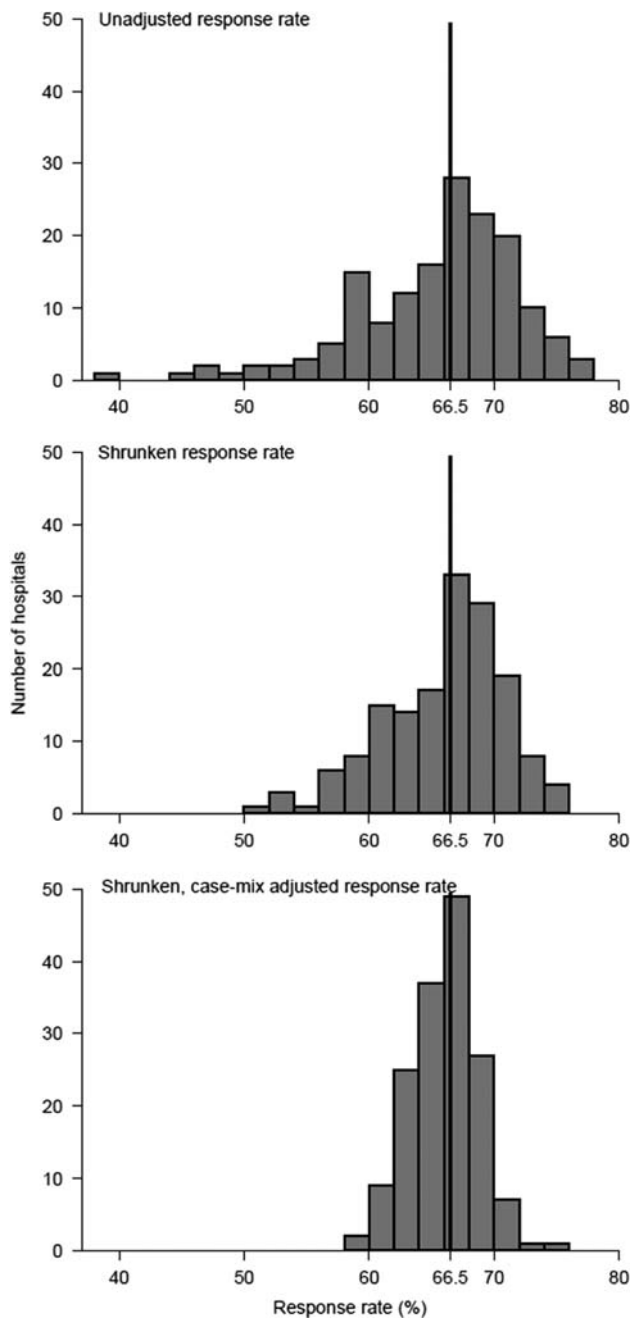 Unadjusted response rate
50
40
30
20
10
0
40 50 60 66.5 70 80
Shrunken response rate
50
40
30
20
10
0
40 50 60 66.5 70 80
Number of hospitals
Shrunken, case-mix adjusted response rate
50
40
30
20
10
0
40 50 60 66.5 70 80
Response rate (%)